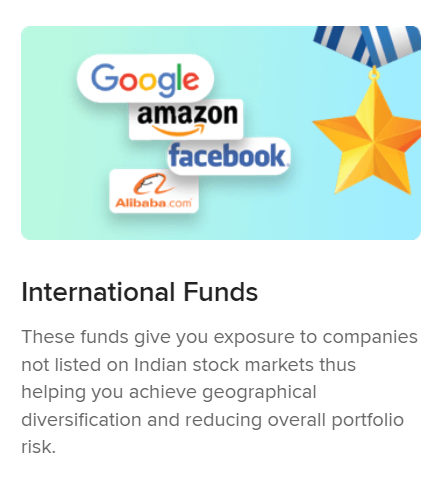 Google
amazon
facebook
Alibaba.com
International Funds
These funds give you exposure to companies
not listed on Indian stock markets thus
helping you achieve geographical
diversification and reducing overall portfolio
risk.